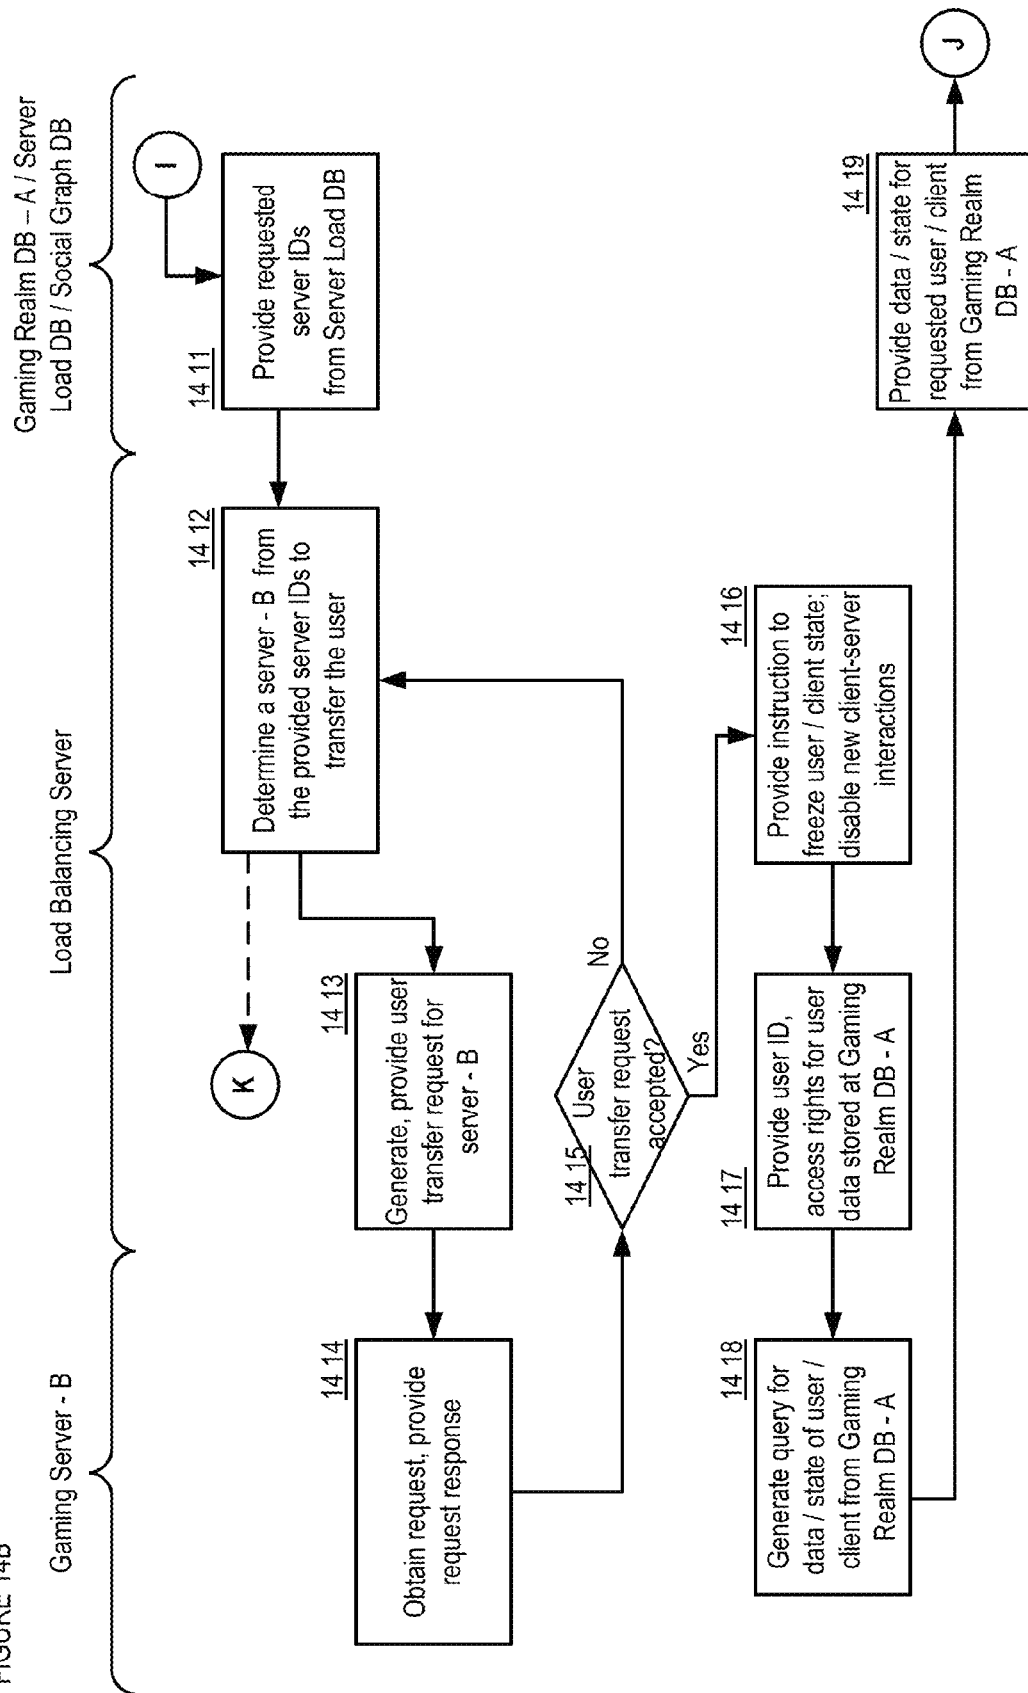 FIGURE 14B
Gaming Server - B
Load Balancing Server
Gaming Realm DB – A / Server
Load DB / Social Graph DB
I
14 11
Provide requested
server IDs
from Server Load DB
14 12
Determine a server - B from
the provided server IDs to
transfer the user
K
14 13
Generate, provide user
transfer request for
server - B
14 14
Obtain request, provide
request response
14 15 User
transfer request
accepted?
No
Yes
14 16
Provide instruction to
freeze user / client state;
disable new client-server
interactions
14 17
Provide user ID,
access rights for user
data stored at Gaming
Realm DB - A
14 18
Generate query for
data / state of user /
client from Gaming
Realm DB - A
14 19
Provide data / state for
requested user / client
from Gaming Realm
DB - A
J